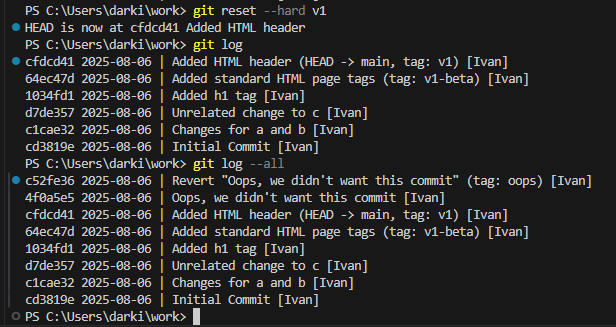 PS C:\Users\darki\work> git reset --hard v1
HEAD is now at cfdcd41 Added HTML header
PS C:\Users\darki\work> git log
cfdcd41 2025-08-06 | Added HTML header (HEAD -> main, tag: v1) [Ivan]
64ec47d 2025-08-06 | Added standard HTML page tags (tag: v1-beta) [Ivan]
1034fd1 2025-08-06 | Added h1 tag [Ivan]
d7de357 2025-08-06 | Unrelated change to c [Ivan]
c1cae32 2025-08-06 | Changes for a and b [Ivan]
cd3819e 2025-08-06 | Initial Commit [Ivan]
PS C:\Users\darki\work> git log --all
c52fe36 2025-08-06 | Revert "Oops, we didn't want this commit" (tag: oops) [Ivan]
4f0a5e5 2025-08-06 | Oops, we didn't want this commit [Ivan]
cfdcd41 2025-08-06 | Added HTML header (HEAD -> main, tag: v1) [Ivan]
64ec47d 2025-08-06 | Added standard HTML page tags (tag: v1-beta) [Ivan]
1034fd1 2025-08-06 | Added h1 tag [Ivan]
d7de357 2025-08-06 | Unrelated change to c [Ivan]
c1cae32 2025-08-06 | Changes for a and b [Ivan]
cd3819e 2025-08-06 | Initial Commit [Ivan]
PS C:\Users\darki\work>